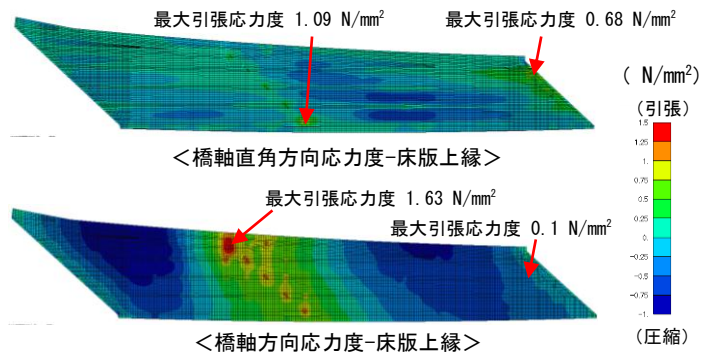 最大引張応力度 1.09 N/mm²
最大引張応力度 0.68 N/mm²
( N/mm²)
(引張)
1.5
1.25
1.
0.75
0.5
0.25
0.
-0.25
-0.5
-0.75
-1.
(圧縮)
＜橋軸直角方向応力度-床版上縁＞
最大引張応力度 1.63 N/mm²
最大引張応力度 0.1 N/mm²
＜橋軸方向応力度-床版上縁＞